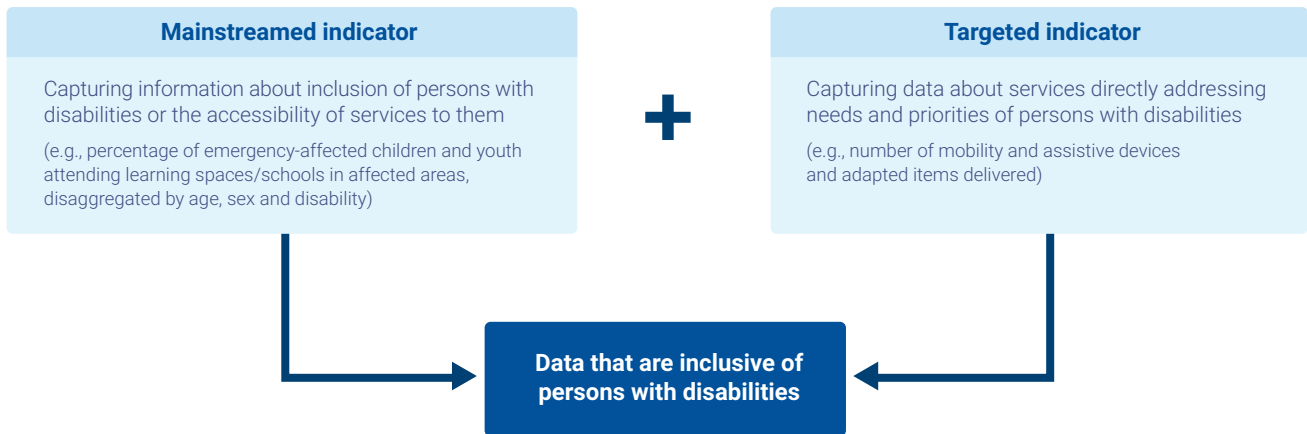 Mainstreamed indicator
Capturing information about inclusion of persons with
disabilities or the accessibility of services to them
(e.g., percentage of emergency-affected children and youth
attending learning spaces/schools in affected areas,
disaggregated by age, sex and disability)
+
Targeted indicator
Capturing data about services directly addressing
needs and priorities of persons with disabilities
(e.g., number of mobility and assistive devices
and adapted items delivered)
Data that are inclusive of
persons with disabilities